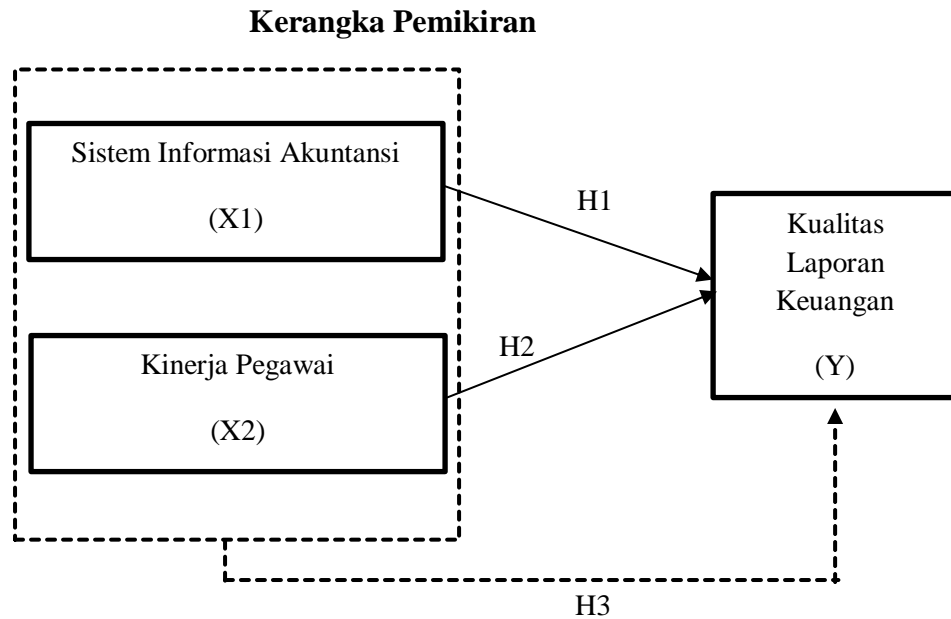 Kerangka Pemikiran
Sistem Informasi Akuntansi
(X1)
H1
Kualitas
Laporan
Keuangan
(Y)
Kinerja Pegawai
(X2)
H2
H3